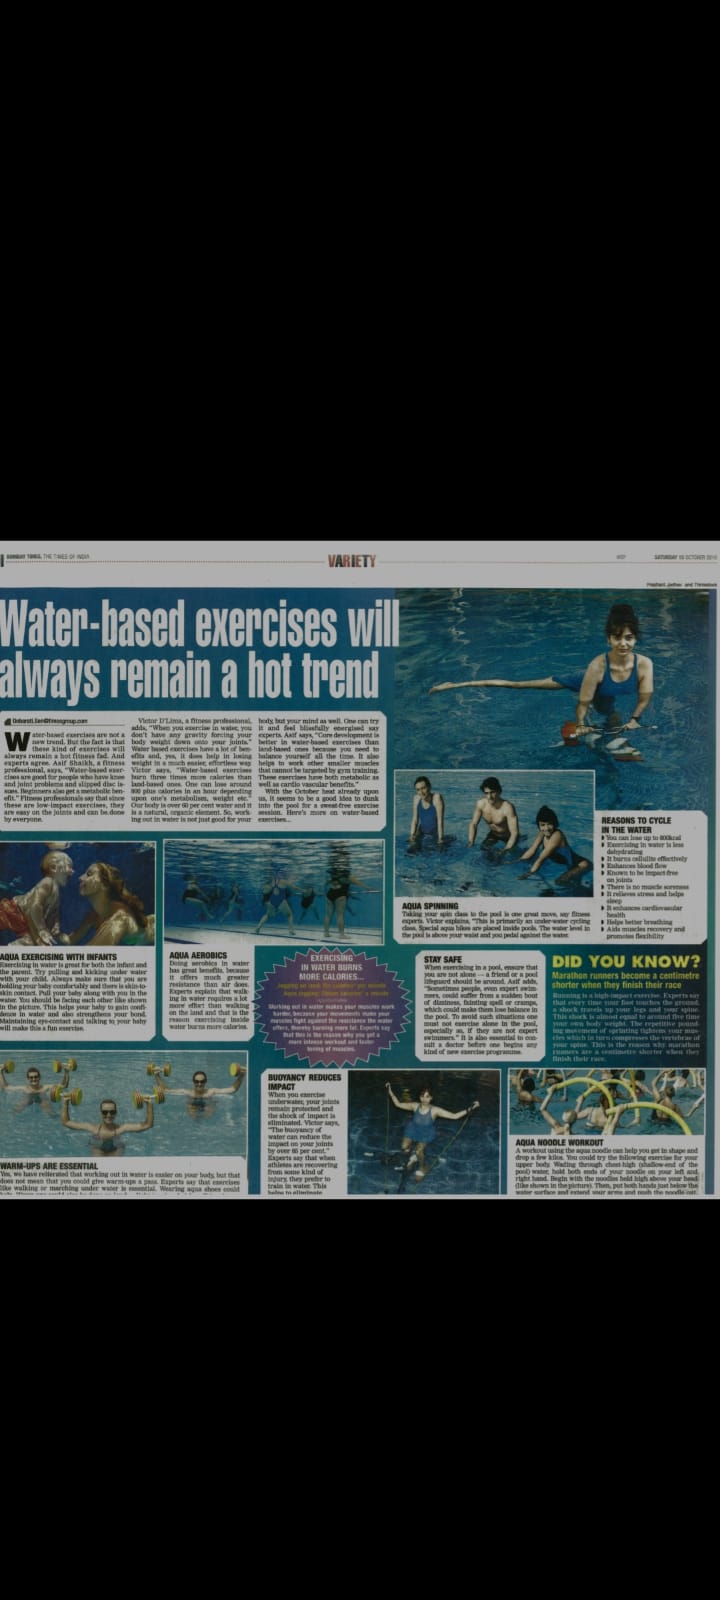 BOMBAY TIMES, THE TIMES OF INDIA
VARIETY
SATURDAY
OCTOBER
Water-based exercises will
always remain a hot trend
Debarati.Sen@timesgroup.com
Water-based exercises are not a
new trend. But the fact is that
these kind of exercises will
always remain a hot fitness fad. And
experts agree. Asif Shaikh, a fitness
professional, says, "Water-based exer-
cises are good for people who have knee
and joint problems and slipped disc is-
sues. Beginners also get a metabolic ben-
efit." Fitness professionals say that since
these are low-impact exercises, they
are easy on the joints and can be done
by everyone.
Victor D'Lima, a fitness professional,
adds, "When you exercise in water, you
don't have any gravity forcing your
body weight down onto your joints."
Water based exercises have a lot of ben-
efits and, yes, it does help in losing
weight in a much easier, effortless way.
Victor says, "Water-based exercises
burn three times more calories than
land-based ones. One can lose around
800 plus calories in an hour depending
upon one's metabolism, weight etc."
Our body is over 60 per cent water and it
is a natural, organic element. So, work-
ing out in water is not just good for your
body, but your mind as well. One can try
it and feel blissfully energised say
experts. Asif says, "Core development is
better in water-based exercises than
land-based ones because you need to
balance yourself all the time. It also
helps to work other smaller muscles
that cannot be targeted by gym training.
These exercises have both metabolic as
well as cardio vascular benefits."
With the October heat already upon
us, it seems to be a good idea to dunk
into the pool for a sweat-free exercise
session. Here's more on water-based
exercises...
AQUA SPINNING
Taking your spin class to the pool is one great move, say fitness
experts. Victor explains, "This is primarily an under-water cycling
class. Special aqua bikes are placed inside pools. The water level in
the pool is above your waist and you pedal against the water.
REASONS TO CYCLE
IN THE WATER
You can lose up to 800kcal
Exercising in water is less
dehydrating
It burns cellulite effectively
Enhances blood flow
Known to be impact-free
on joints
There is no muscle soreness
It relieves stress and helps
sleep
It enhances cardiovascular
health
Helps better breathing
Aids muscles recovery and
promotes flexibility
AQUA EXERCISING WITH INFANTS
Exercising in water is great for both the infant and
the parent. Try pulling and kicking under water
with your child. Always make sure that you are
holding your baby comfortably and there is skin-to-
skin contact. Pull your baby along with you in the
water. You should be facing each other like shown
in the picture. This helps your baby to gain confi-
dence in water and also strengthens your bond.
Maintaining eye-contact and talking to your baby
will make this a fun exercise.
AQUA AEROBICS
Doing aerobics in water
has great benefits, because
it offers much greater
resistance than air does.
Experts explain that walk-
ing in water requires a lot
more effort than walking
on the land and that is the
reason exercising inside
water burns more calories.
EXERCISING
IN WATER BURNS
MORE CALORIES...
Working out in water makes your muscles work
harder, because your movements make your
muscles fight against the resistance the water
offers, thereby burning more fat. Experts say
that this is the reason why you get a
more intense workout and faster
toning of muscles.
STAY SAFE
When exercising in a pool, ensure that
you are not alone — a friend or a pool
lifeguard should be around. Asif adds,
"Sometimes people, even expert swim-
mers, could suffer from a sudden bout
of dizziness, fainting spell or cramps,
which could make them lose balance in
the pool. To avoid such situations one
must not exercise alone in the pool,
especially so, if they are not expert
swimmers." It is also essential to con-
sult a doctor before one begins any
kind of new exercise programme.
DID YOU KNOW?
Marathon runners become a centimetre
shorter when they finish their race
Running is a high-impact exercise. Experts say
that every time your foot touches the ground,
a shock travels up your legs and your spine.
This shock is almost equal to around five time
your own body weight. The repetitive pound-
ing movement of sprinting tightens your mus-
cles which in turn compresses the vertebrae of
your spine. This is the reason why marathon
runners are a centimetre shorter when they
finish their race.
WARM-UPS ARE ESSENTIAL
Yes, we have reiterated that working out in water is easier on your body, but that
does not mean that you could give warm-ups a pass. Experts say that exercises
like walking or marching under water is essential. Wearing aqua shoes could
BUOYANCY REDUCES
IMPACT
When you exercise
underwater, your joints
remain protected and
the shock of impact is
eliminated. Victor says,
"The buoyancy of
water can reduce the
impact on your joints
by over 85 per cent."
Experts say that when
athletes are recovering
from some kind of
injury, they prefer to
train in water. This
helps to eliminate
AQUA NOODLE WORKOUT
A workout using the aqua noodle can help you get in shape and
drop a few kilos. You could try the following exercise for your
upper body. Wading through chest-high (shallow-end of the
pool) water, hold both ends of your noodle on your left and
right hand. Begin with the noodles held high above your head
(like shown in the picture). Then, put both hands just below the
water surface and extend your arms and push the noodle out.